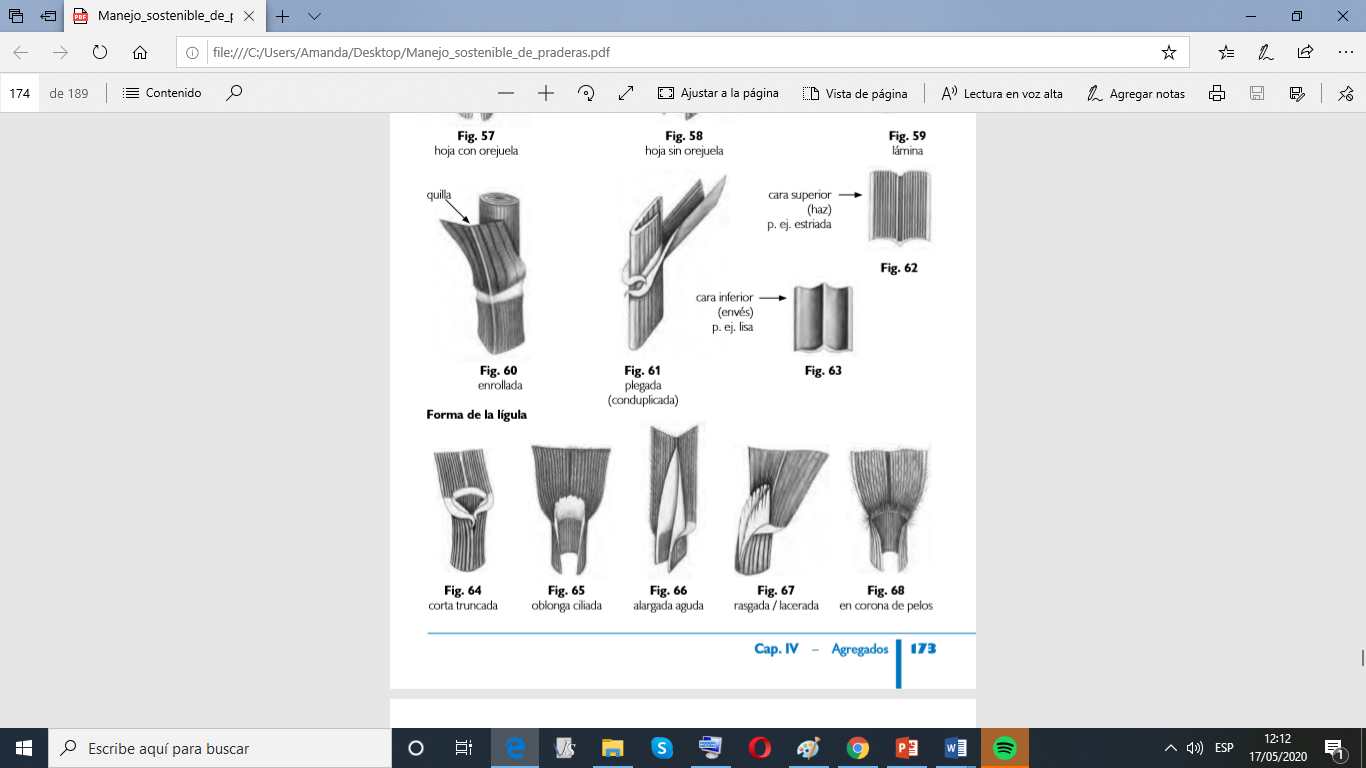 Manejo_sostenible_de_p
file:///C:/Users/Amanda/Desktop/Manejo_sostenible_de_praderas.pdf
174 de 189 Contenido Ajustar a la página Vista de página Lectura en voz alta Agregar notas
Fig. 57
hoja con orejuela
Fig. 58
hoja sin orejuela
Fig. 59
lámina
quilla
cara superior
(haz)
p. ej. estriada
Fig. 62
cara inferior
(envés)
p. ej. lisa
Fig. 60
enrollada
Fig. 61
plegada
(conduplicada)
Fig. 63
Forma de la lígula
Fig. 64
corta truncada
Fig. 65
oblonga ciliada
Fig. 66
alargada aguda
Fig. 67
rasgada / lacerada
Fig. 68
en corona de pelos
Cap. IV – Agregados 173
Escribe aquí para buscar
ESP
12:12
17/05/2020
1